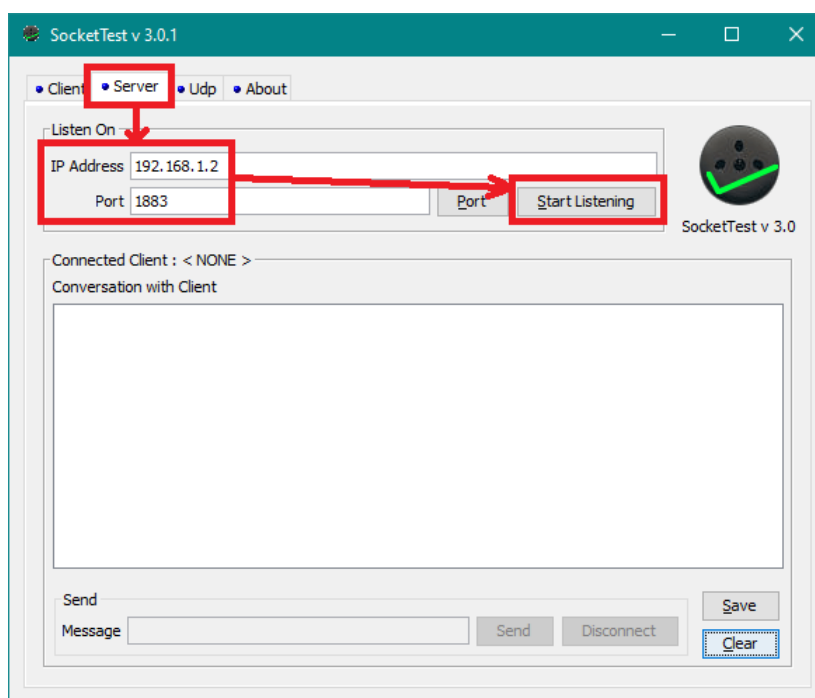 SocketTest v 3.0.1
Client Server Udp About
Listen On
IP Address 192.168.1.2
Port 1883 Port Start Listening
SocketTest v 3.0
Connected Client : < NONE >
Conversation with Client
Send
Message Send Disconnect
Save
Clear